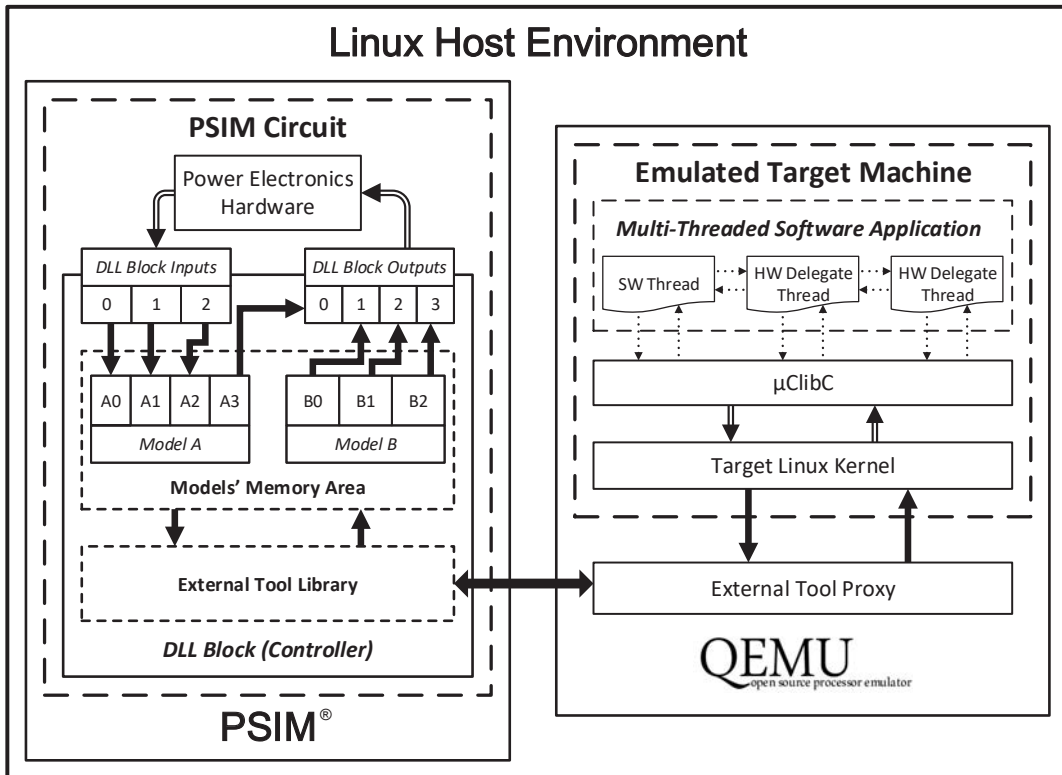 Linux Host Environment
PSIM Circuit
Power Electronics
Hardware
DLL Block Inputs
0 1 2
DLL Block Outputs
0 1 2 3
A0 A1 A2 A3
Model A
B0 B1 B2
Model B
Models’ Memory Area
External Tool Library
DLL Block (Controller)
PSIM®
Emulated Target Machine
Multi-Threaded Software Application
SW Thread
HW Delegate
Thread
HW Delegate
Thread
µClibC
Target Linux Kernel
External Tool Proxy
QEMU
open source processor emulator